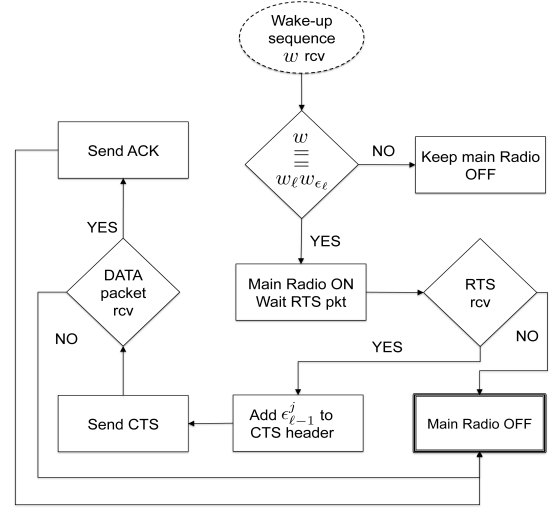 Wake-up
sequence
w rcv
w
==
w_ℓ w_{ϵ_ℓ}
NO
Keep main Radio
OFF
YES
Main Radio ON
Wait RTS pkt
RTS
rcv
NO
YES
Main Radio OFF
Add ϵ^j_{ℓ−1} to
CTS header
Send CTS
DATA
packet
rcv
NO
YES
Send ACK